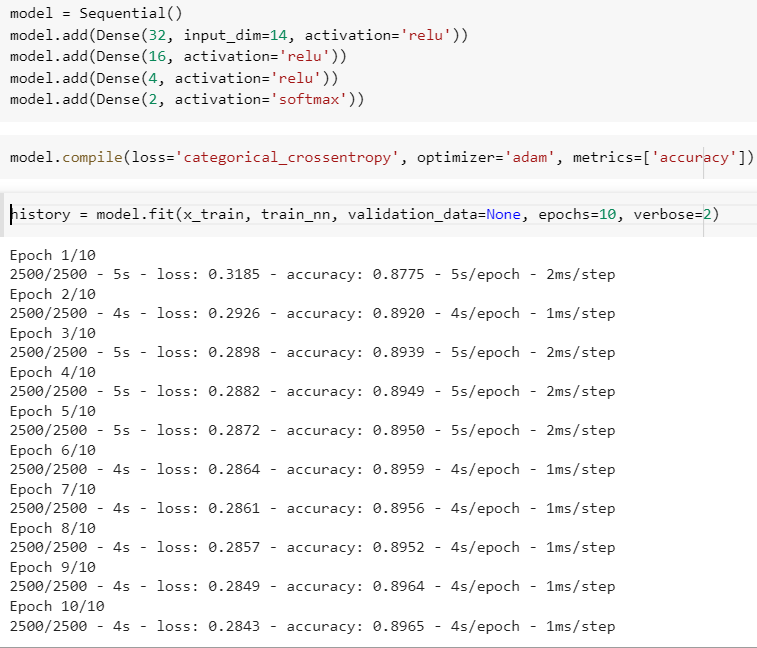 model = Sequential()
model.add(Dense(32, input_dim=14, activation='relu'))
model.add(Dense(16, activation='relu'))
model.add(Dense(4, activation='relu'))
model.add(Dense(2, activation='softmax'))
model.compile(loss='categorical_crossentropy', optimizer='adam', metrics=['accuracy'])
history = model.fit(x_train, train_nn, validation_data=None, epochs=10, verbose=2)
Epoch 1/10
2500/2500 - 5s - loss: 0.3185 - accuracy: 0.8775 - 5s/epoch - 2ms/step
Epoch 2/10
2500/2500 - 4s - loss: 0.2926 - accuracy: 0.8920 - 4s/epoch - 1ms/step
Epoch 3/10
2500/2500 - 5s - loss: 0.2898 - accuracy: 0.8939 - 5s/epoch - 2ms/step
Epoch 4/10
2500/2500 - 5s - loss: 0.2882 - accuracy: 0.8949 - 5s/epoch - 2ms/step
Epoch 5/10
2500/2500 - 5s - loss: 0.2872 - accuracy: 0.8950 - 5s/epoch - 2ms/step
Epoch 6/10
2500/2500 - 4s - loss: 0.2864 - accuracy: 0.8959 - 4s/epoch - 1ms/step
Epoch 7/10
2500/2500 - 4s - loss: 0.2861 - accuracy: 0.8956 - 4s/epoch - 1ms/step
Epoch 8/10
2500/2500 - 4s - loss: 0.2857 - accuracy: 0.8952 - 4s/epoch - 1ms/step
Epoch 9/10
2500/2500 - 4s - loss: 0.2849 - accuracy: 0.8964 - 4s/epoch - 1ms/step
Epoch 10/10
2500/2500 - 4s - loss: 0.2843 - accuracy: 0.8965 - 4s/epoch - 1ms/step